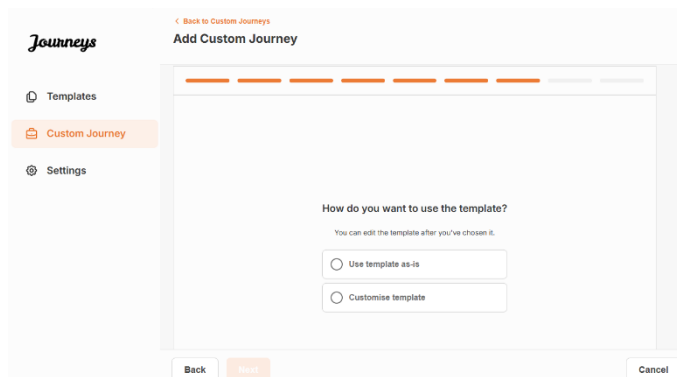 Journeys
Back to Custom Journeys
Add Custom Journey
Templates
Custom Journey
Settings
How do you want to use the template?
You can edit the template after you've chosen it.
Use template as-is
Customise template
Back
Next
Cancel